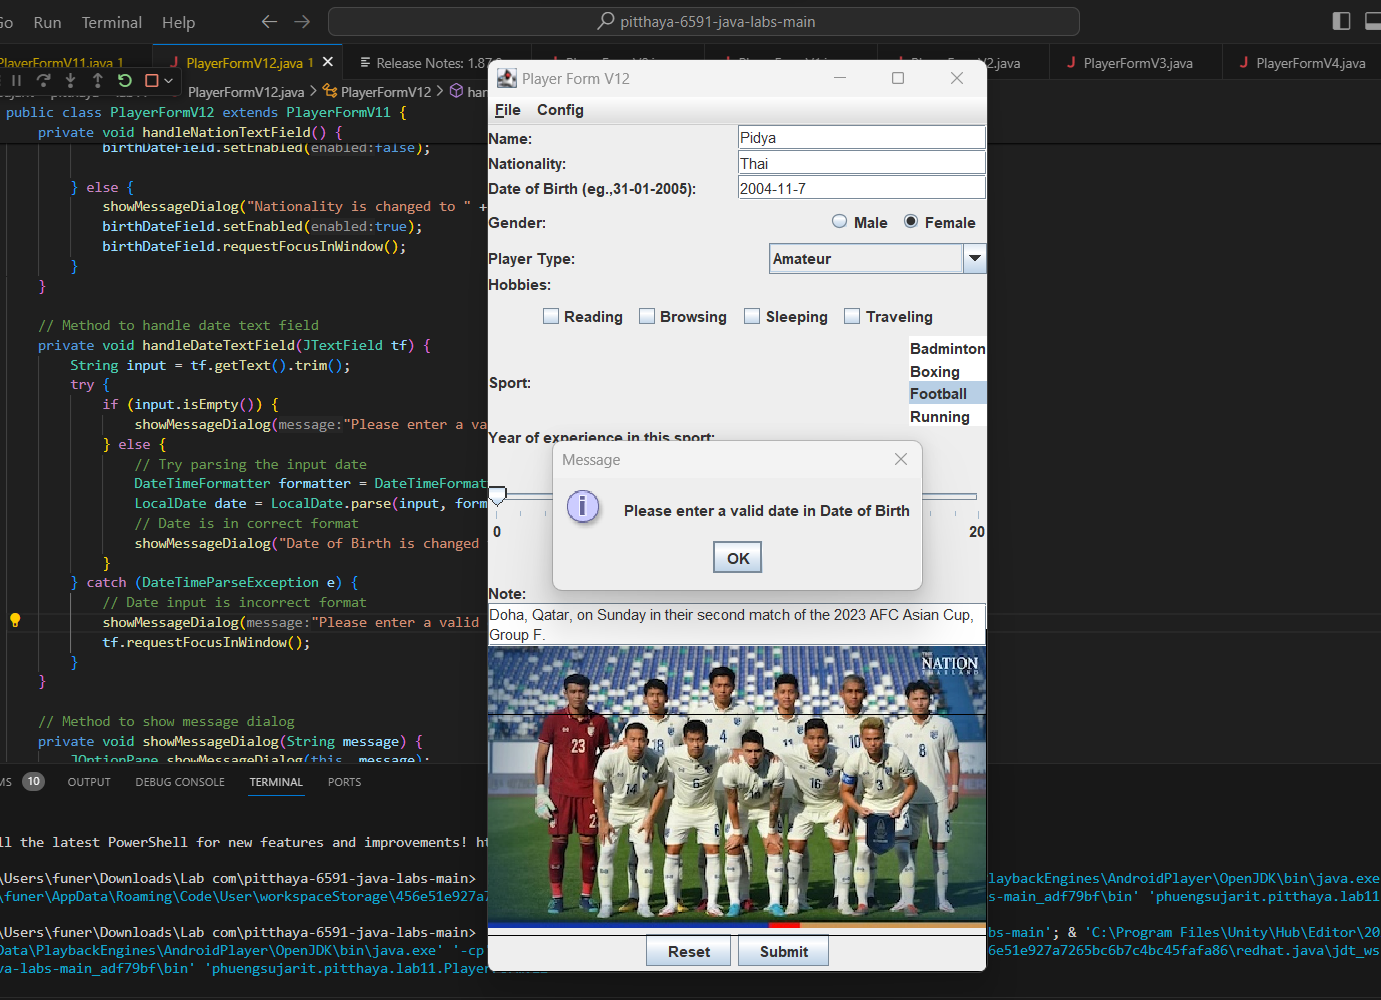 Go Run Terminal Help
pitthaya-6591-java-labs-main
PlayerFormV11.java 1
PlayerFormV12.java 1
Release Notes: 1.87.
V2.java
PlayerFormV3.java
PlayerFormV4.java
PlayerFormV12.java > PlayerFormV12 > han
public class PlayerFormV12 extends PlayerFormV11 {
private void handleNationTextField() {
birthDateField.setEnabled(enabled:false);
} else {
showMessageDialog("Nationality is changed to " +
birthDateField.setEnabled(enabled:true);
birthDateField.requestFocusInWindow();
}
}
// Method to handle date text field
private void handleDateTextField(JTextField tf) {
String input = tf.getText().trim();
try {
if (input.isEmpty()) {
showMessageDialog(message:"Please enter a va
} else {
// Try parsing the input date
DateTimeFormatter formatter = DateTimeFormat
LocalDate date = LocalDate.parse(input, form
// Date is in correct format
showMessageDialog("Date of Birth is changed
}
} catch (DateTimeParseException e) {
// Date input is incorrect format
showMessageDialog(message:"Please enter a valid
tf.requestFocusInWindow();
}
}
// Method to show message dialog
private void showMessageDialog(String message) {
JOptionPane.showMessageDialog(this, message);
MS 10 OUTPUT DEBUG CONSOLE TERMINAL PORTS
ll the latest PowerShell for new features and improvements! ht
\Users\funer\Downloads\Lab com\pitthaya-6591-java-labs-main>
laybackEngines\AndroidPlayer\OpenJDK\bin\java.exe
\funer\AppData\Roaming\Code\User\workspaceStorage\456e51e927a7
s-main_adf79bf\bin' 'phuengsujarit.pitthaya.lab11
\Users\funer\Downloads\Lab com\pitthaya-6591-java-labs-main>
bs-main'; & 'C:\Program Files\Unity\Hub\Editor\20
Data\PlaybackEngines\AndroidPlayer\OpenJDK\bin\java.exe' '-cp'
6e51e927a7265bc6b7c4bc45fafa86\redhat.java\jdt_ws
va-labs-main_adf79bf\bin' 'phuengsujarit.pitthaya.lab11.Player
Player Form V12
File Config
Name: Pidya
Nationality: Thai
Date of Birth (eg.,31-01-2005): 2004-11-7
Gender: Male Female
Player Type: Amateur
Hobbies:
Reading Browsing Sleeping Traveling
Badminton
Boxing
Sport:
Football
Running
Year of experience in this sport:
Message
Please enter a valid date in Date of Birth
0 20
OK
Note:
Doha, Qatar, on Sunday in their second match of the 2023 AFC Asian Cup,
Group F.
THE
NATION
THAILAND
23
18
4
11
10
8
14
6
16
3
Reset Submit